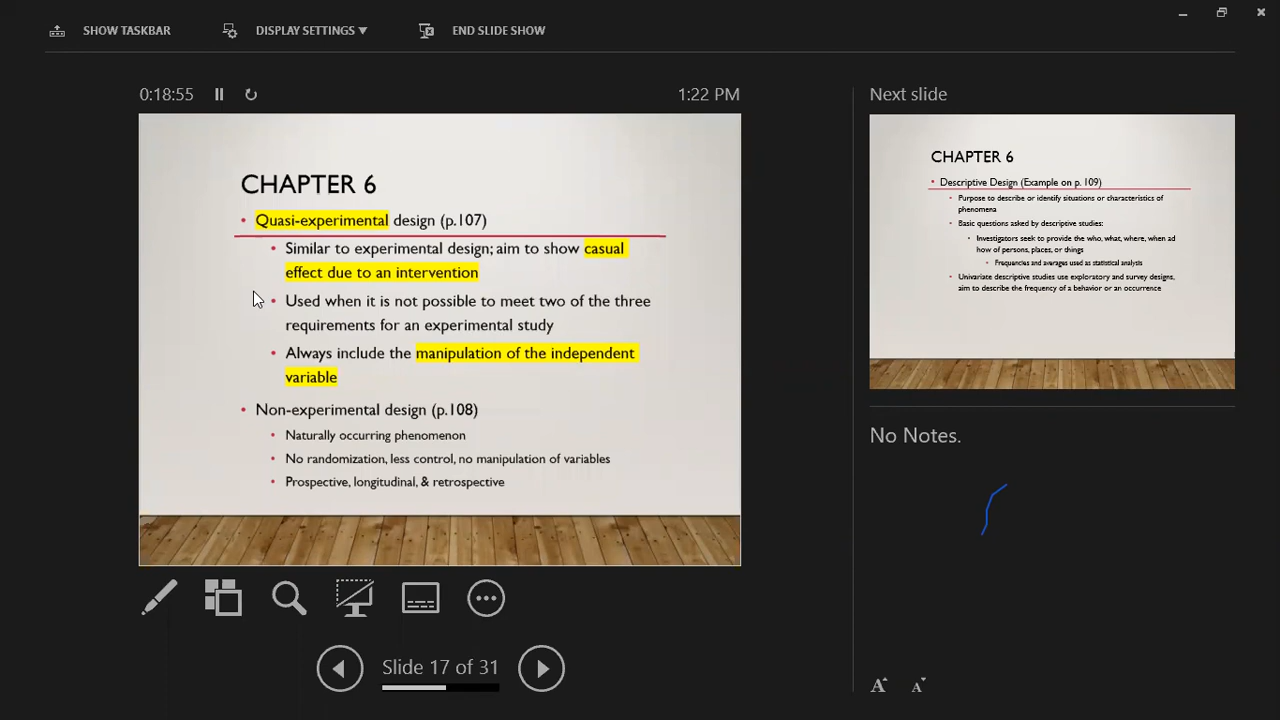 SHOW TASKBAR
DISPLAY SETTINGS ▼
END SLIDE SHOW
0:18:55
1:22 PM
CHAPTER 6
• Quasi-experimental design (p.107)
• Similar to experimental design; aim to show casual
effect due to an intervention
• Used when it is not possible to meet two of the three
requirements for an experimental study
• Always include the manipulation of the independent
variable
• Non-experimental design (p.108)
• Naturally occurring phenomenon
• No randomization, less control, no manipulation of variables
• Prospective, longitudinal, & retrospective
Slide 17 of 31
Next slide
CHAPTER 6
• Descriptive Design (Example on p. 109)
• Purpose to describe or identify situations or characteristics of
phenomena
• Basic questions asked by descriptive studies:
• Investigators seek to provide the who, what, where, when ad
how of persons, places, or things
• Frequencies and averages used as statistical analysis
• Univariate descriptive studies use exploratory and survey designs,
aim to describe the frequency of a behavior or an occurrence
No Notes.
A A